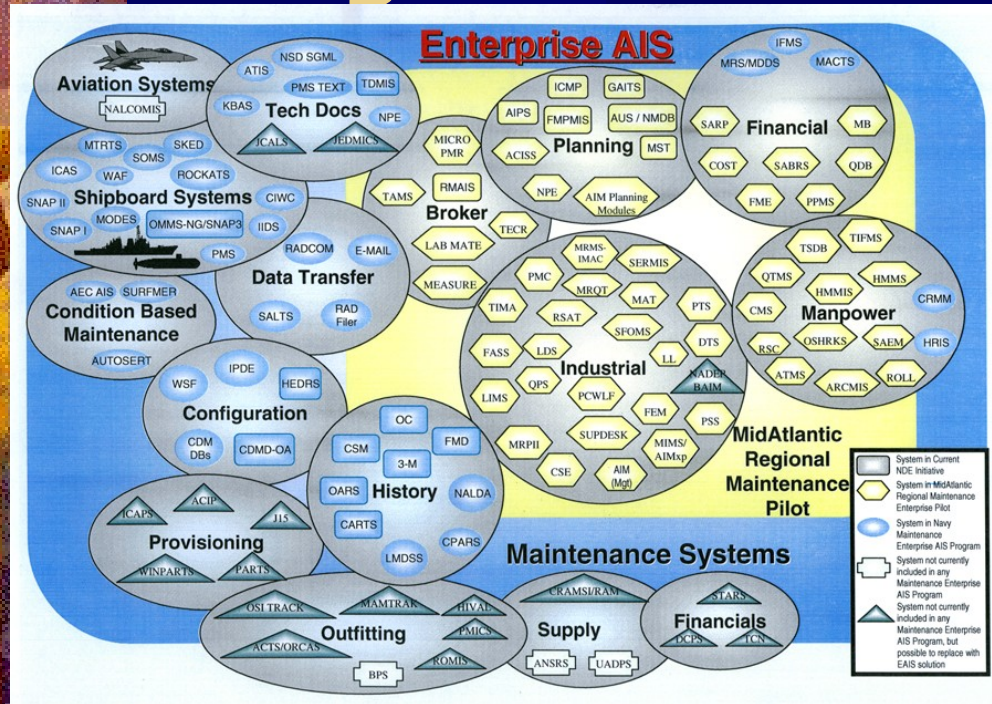 Enterprise AIS
Aviation Systems
NALCOMIS
NSD SGML
ATIS
PMS TEXT
TDMIS
KBAS
Tech Docs
NPE
JCALS
JEDMICS
ICMP
GAITS
AIPS
FMPMIS
AUS / NMDB
Planning
ACISS
MST
NPE
AIM Planning
Modules
IFMS
MRS/MDDS
MACTS
SARP
Financial
MB
COST
SABRS
QDB
FME
PPMS
MTRTS
SKED
SOMS
ICAS
WAF
ROCKATS
Shipboard Systems
SNAP II
CIWC
MODES
OMMS-NG/SNAP3
SNAP I
IIDS
PMS
MICRO
PMR
RMAIS
TAMS
Broker
TECR
LAB MATE
MEASURE
RADCOM
E-MAIL
Data Transfer
SALTS
RAD
Filer
AEC AIS
SURFMER
Condition Based
Maintenance
AUTOSERT
MRMS-
IMAC
SERMIS
PMC
MRQT
MAT
TIMA
PTS
RSAT
SFOMS
DTS
FASS
LDS
LL
Industrial
NADEP
BAIM
QPS
LIMS
PCWLF
FEM
PSS
SUPDESK
MRPII
MIMS/
AIMxp
CSE
AIM
(Mgt)
TSDB
TIFMS
QTMS
HMMS
HMMIS
CRMM
CMS
Manpower
OSHRKS
SAEM
HRIS
RSC
ATMS
ROLL
ARCMIS
IPDE
WSF
HEDRS
Configuration
CDM
DBs
CDMD-OA
OC
CSM
FMD
3-M
OARS
History
NALDA
CARTS
CPARS
LMDSS
MidAtlantic
Regional
Maintenance
Pilot
ACIP
ICAPS
J15
Provisioning
WINPARTS
PARTS
Maintenance Systems
OSI TRACK
MAMTRAK
HIVAL
Outfitting
PMICS
ACTS/ORCAS
ROMIS
BPS
CRAMSI/RAM
Supply
ANSRS
UADPS
STARS
Financials
DCPS
TCN
System in Current
NDE Initiative
System in MidAtlantic
Regional Maintenance
Enterprise Pilot
System in Navy
Maintenance
Enterprise AIS Program
System not currently
included in any
Maintenance Enterprise
AIS Program
System not currently
included in any
Maintenance Enterprise
AIS Program, but
possible to replace with
EAIS solution